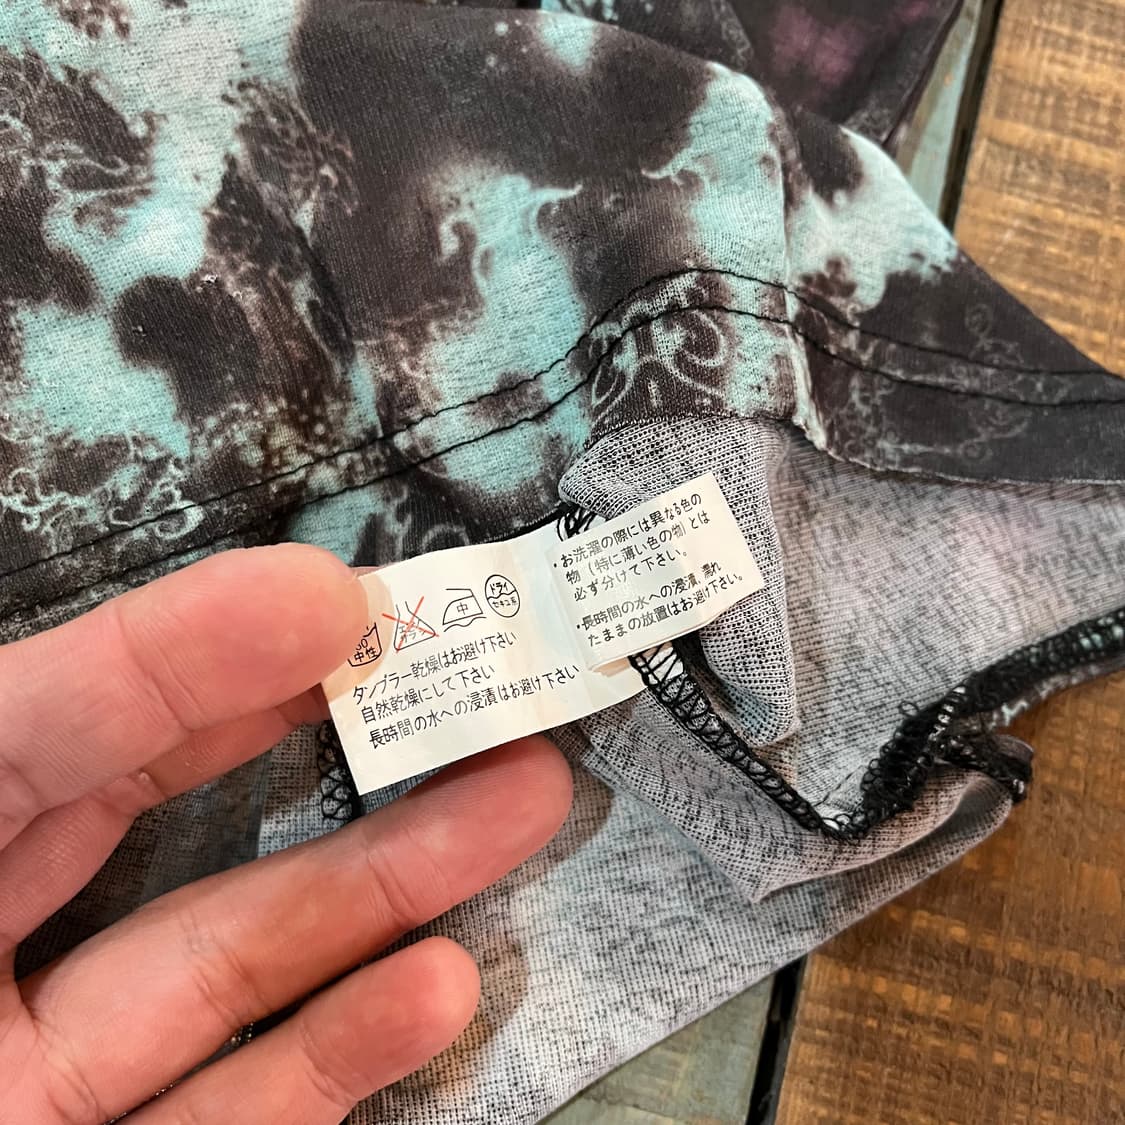 中性
中
ドライ
セキユ系
タンブラー乾燥はお避け下さい
自然乾燥にして下さい
長時間の水への浸漬はお避け下さい
・お洗濯の際には異なる色の
物(特に薄い色の物)とは
必ず分けて下さい。
・長時間の水への浸漬、濡れ
たままの放置はお避け下さい。